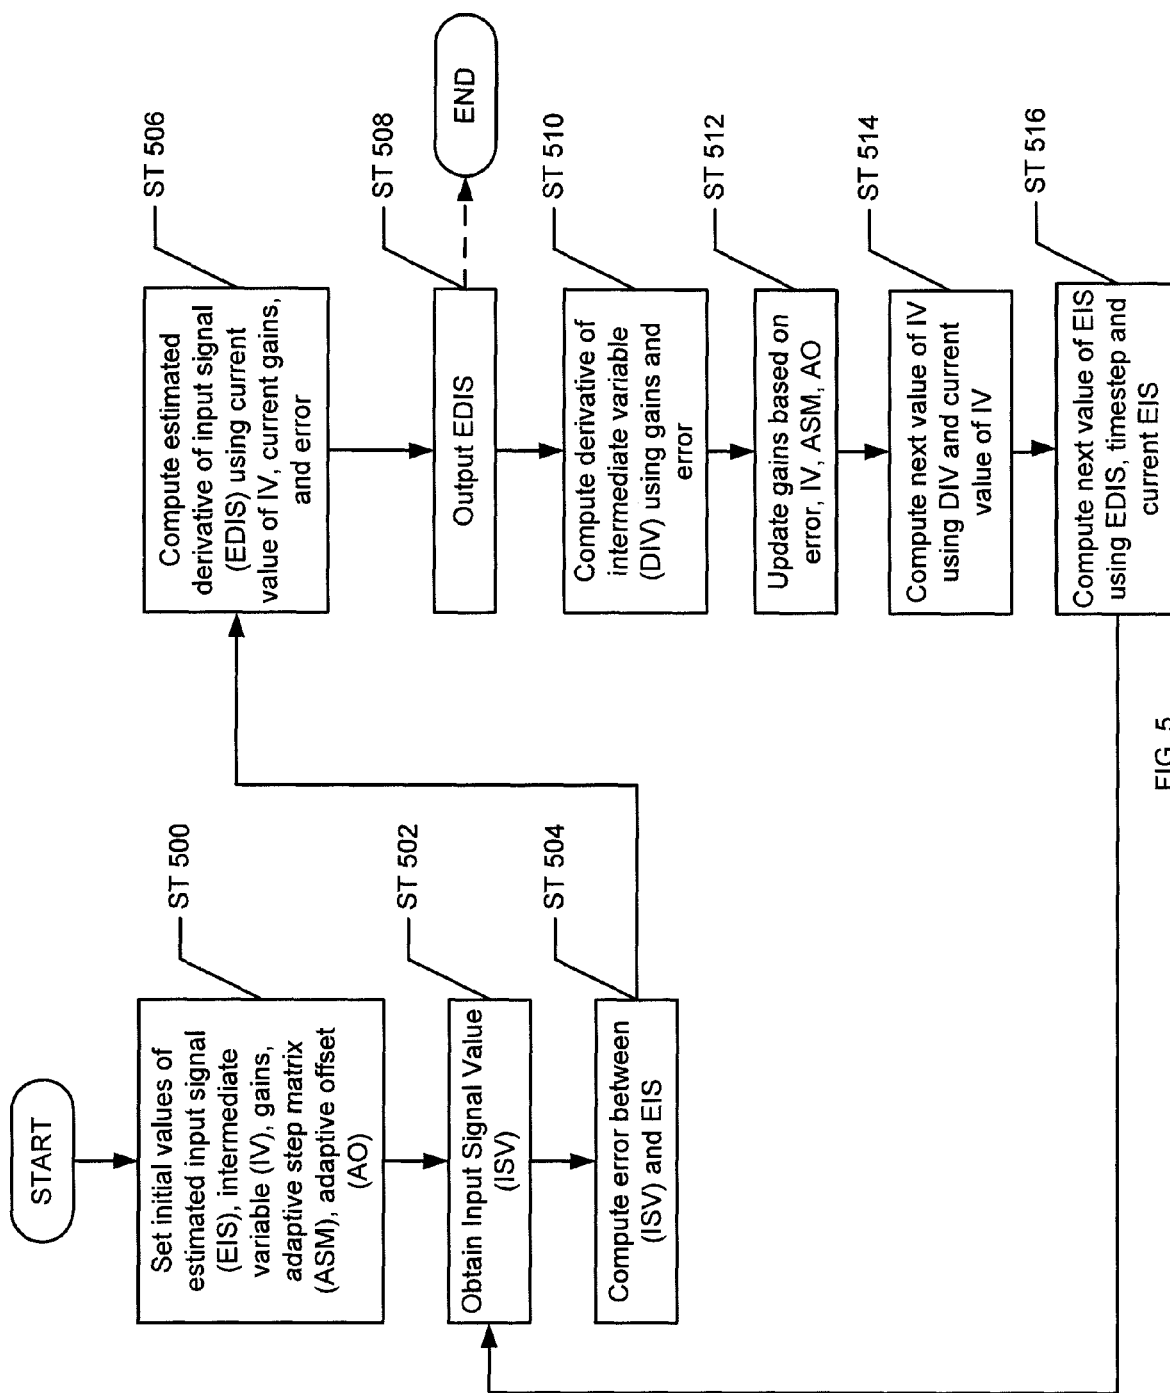 START
Set initial values of
estimated input signal
(EIS), intermediate
variable (IV), gains,
adaptive step matrix
(ASM), adaptive offset
(AO)
ST 500
Obtain Input Signal Value
(ISV)
ST 502
Compute error between
(ISV) and EIS
ST 504
Compute estimated
derivative of input signal
(EDIS) using current
value of IV, current gains,
and error
ST 506
Output EDIS
ST 508
END
Compute derivative of
intermediate variable
(DIV) using gains and
error
ST 510
Update gains based on
error, IV, ASM, AO
ST 512
Compute next value of IV
using DIV and current
value of IV
ST 514
Compute next value of EIS
using EDIS, timestep and
current EIS
ST 516
FIG. 5